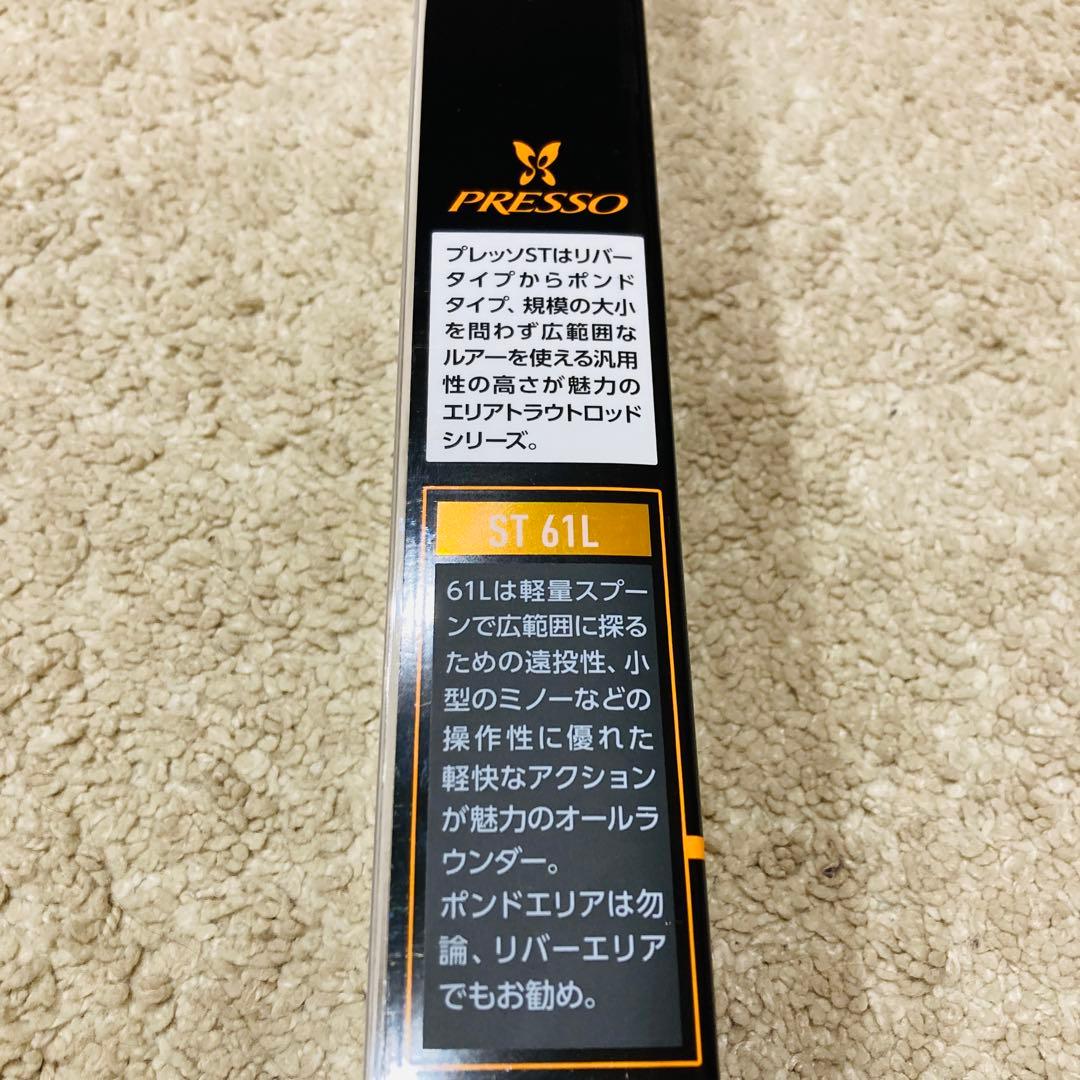 PRESSO
プレッソSTはリバー
タイプからポンド
タイプ、規模の大小
を問わず広範囲な
ルアーを使える汎用
性の高さが魅力の
エリアトラウトロッド
シリーズ。
ST 61L
61Lは軽量スプー
ンで広範囲に探る
ための遠投性、小
型のミノーなどの
操作性に優れた
軽快なアクション
が魅力のオールラ
ウンダー。
ポンドエリアは勿
論、リバーエリア
でもお勧め。